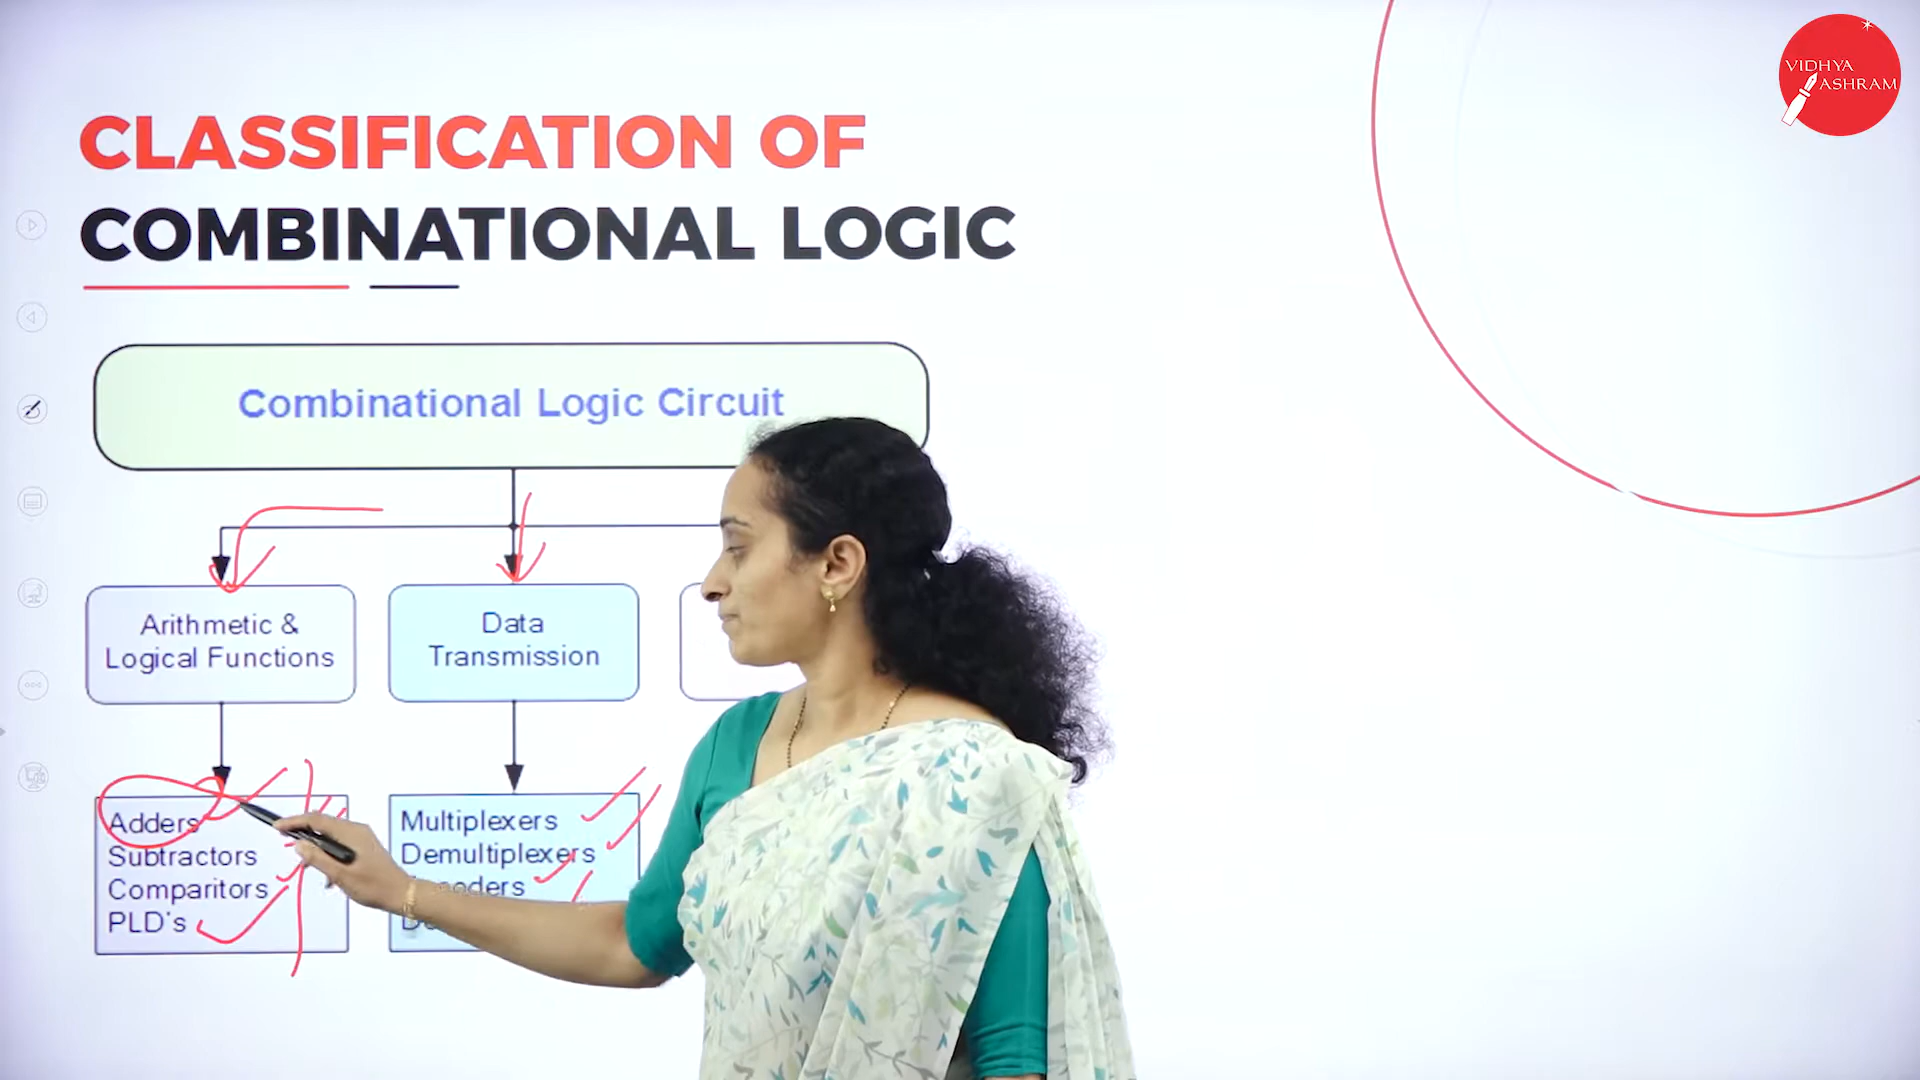 VIDHYA
ASHRAM
CLASSIFICATION OF
COMBINATIONAL LOGIC
Combinational Logic Circuit
Arithmetic &
Logical Functions
Data
Transmission
Adders
Subtractors
Comparitors
PLD's
Multiplexers
Demultiplexers